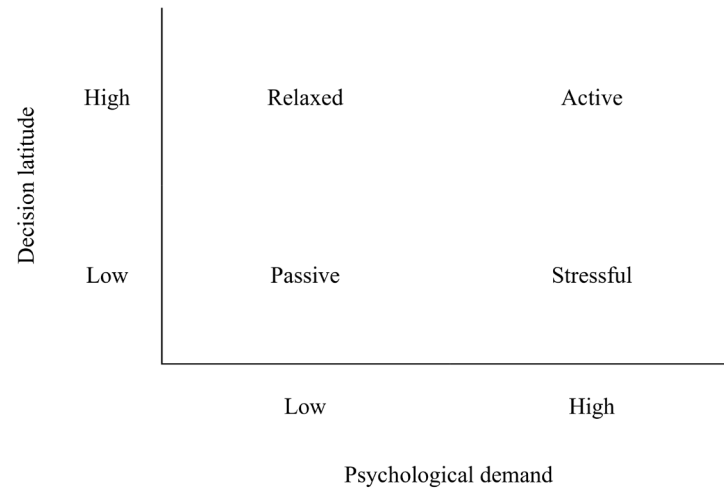 Decision latitude
High
Relaxed
Active
Low
Passive
Stressful
Low
High
Psychological demand